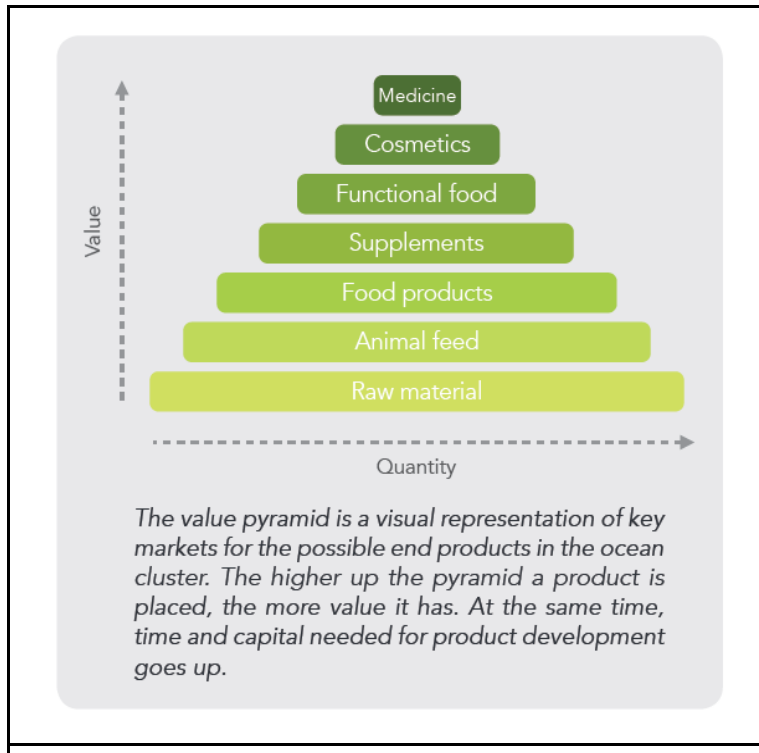 Medicine
Cosmetics
Functional food
Supplements
Food products
Animal feed
Raw material
Value
Quantity
The value pyramid is a visual representation of key
markets for the possible end products in the ocean
cluster. The higher up the pyramid a product is
placed, the more value it has. At the same time,
time and capital needed for product development
goes up.